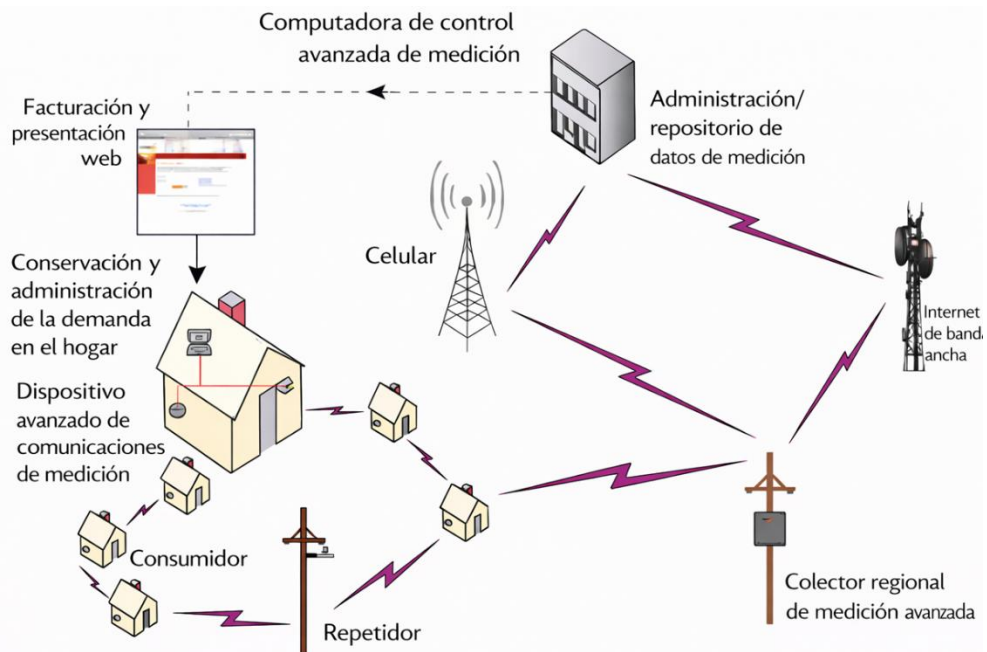 Computadora de control
avanzada de medición
Facturación y
presentación
web
Administración/
repositorio de
datos de medición
Celular
Conservación y
administración
de la demanda
en el hogar
Internet
de banda
ancha
Dispositivo
avanzado de
comunicaciones
de medición
Consumidor
Repetidor
Colector regional
de medición avanzada